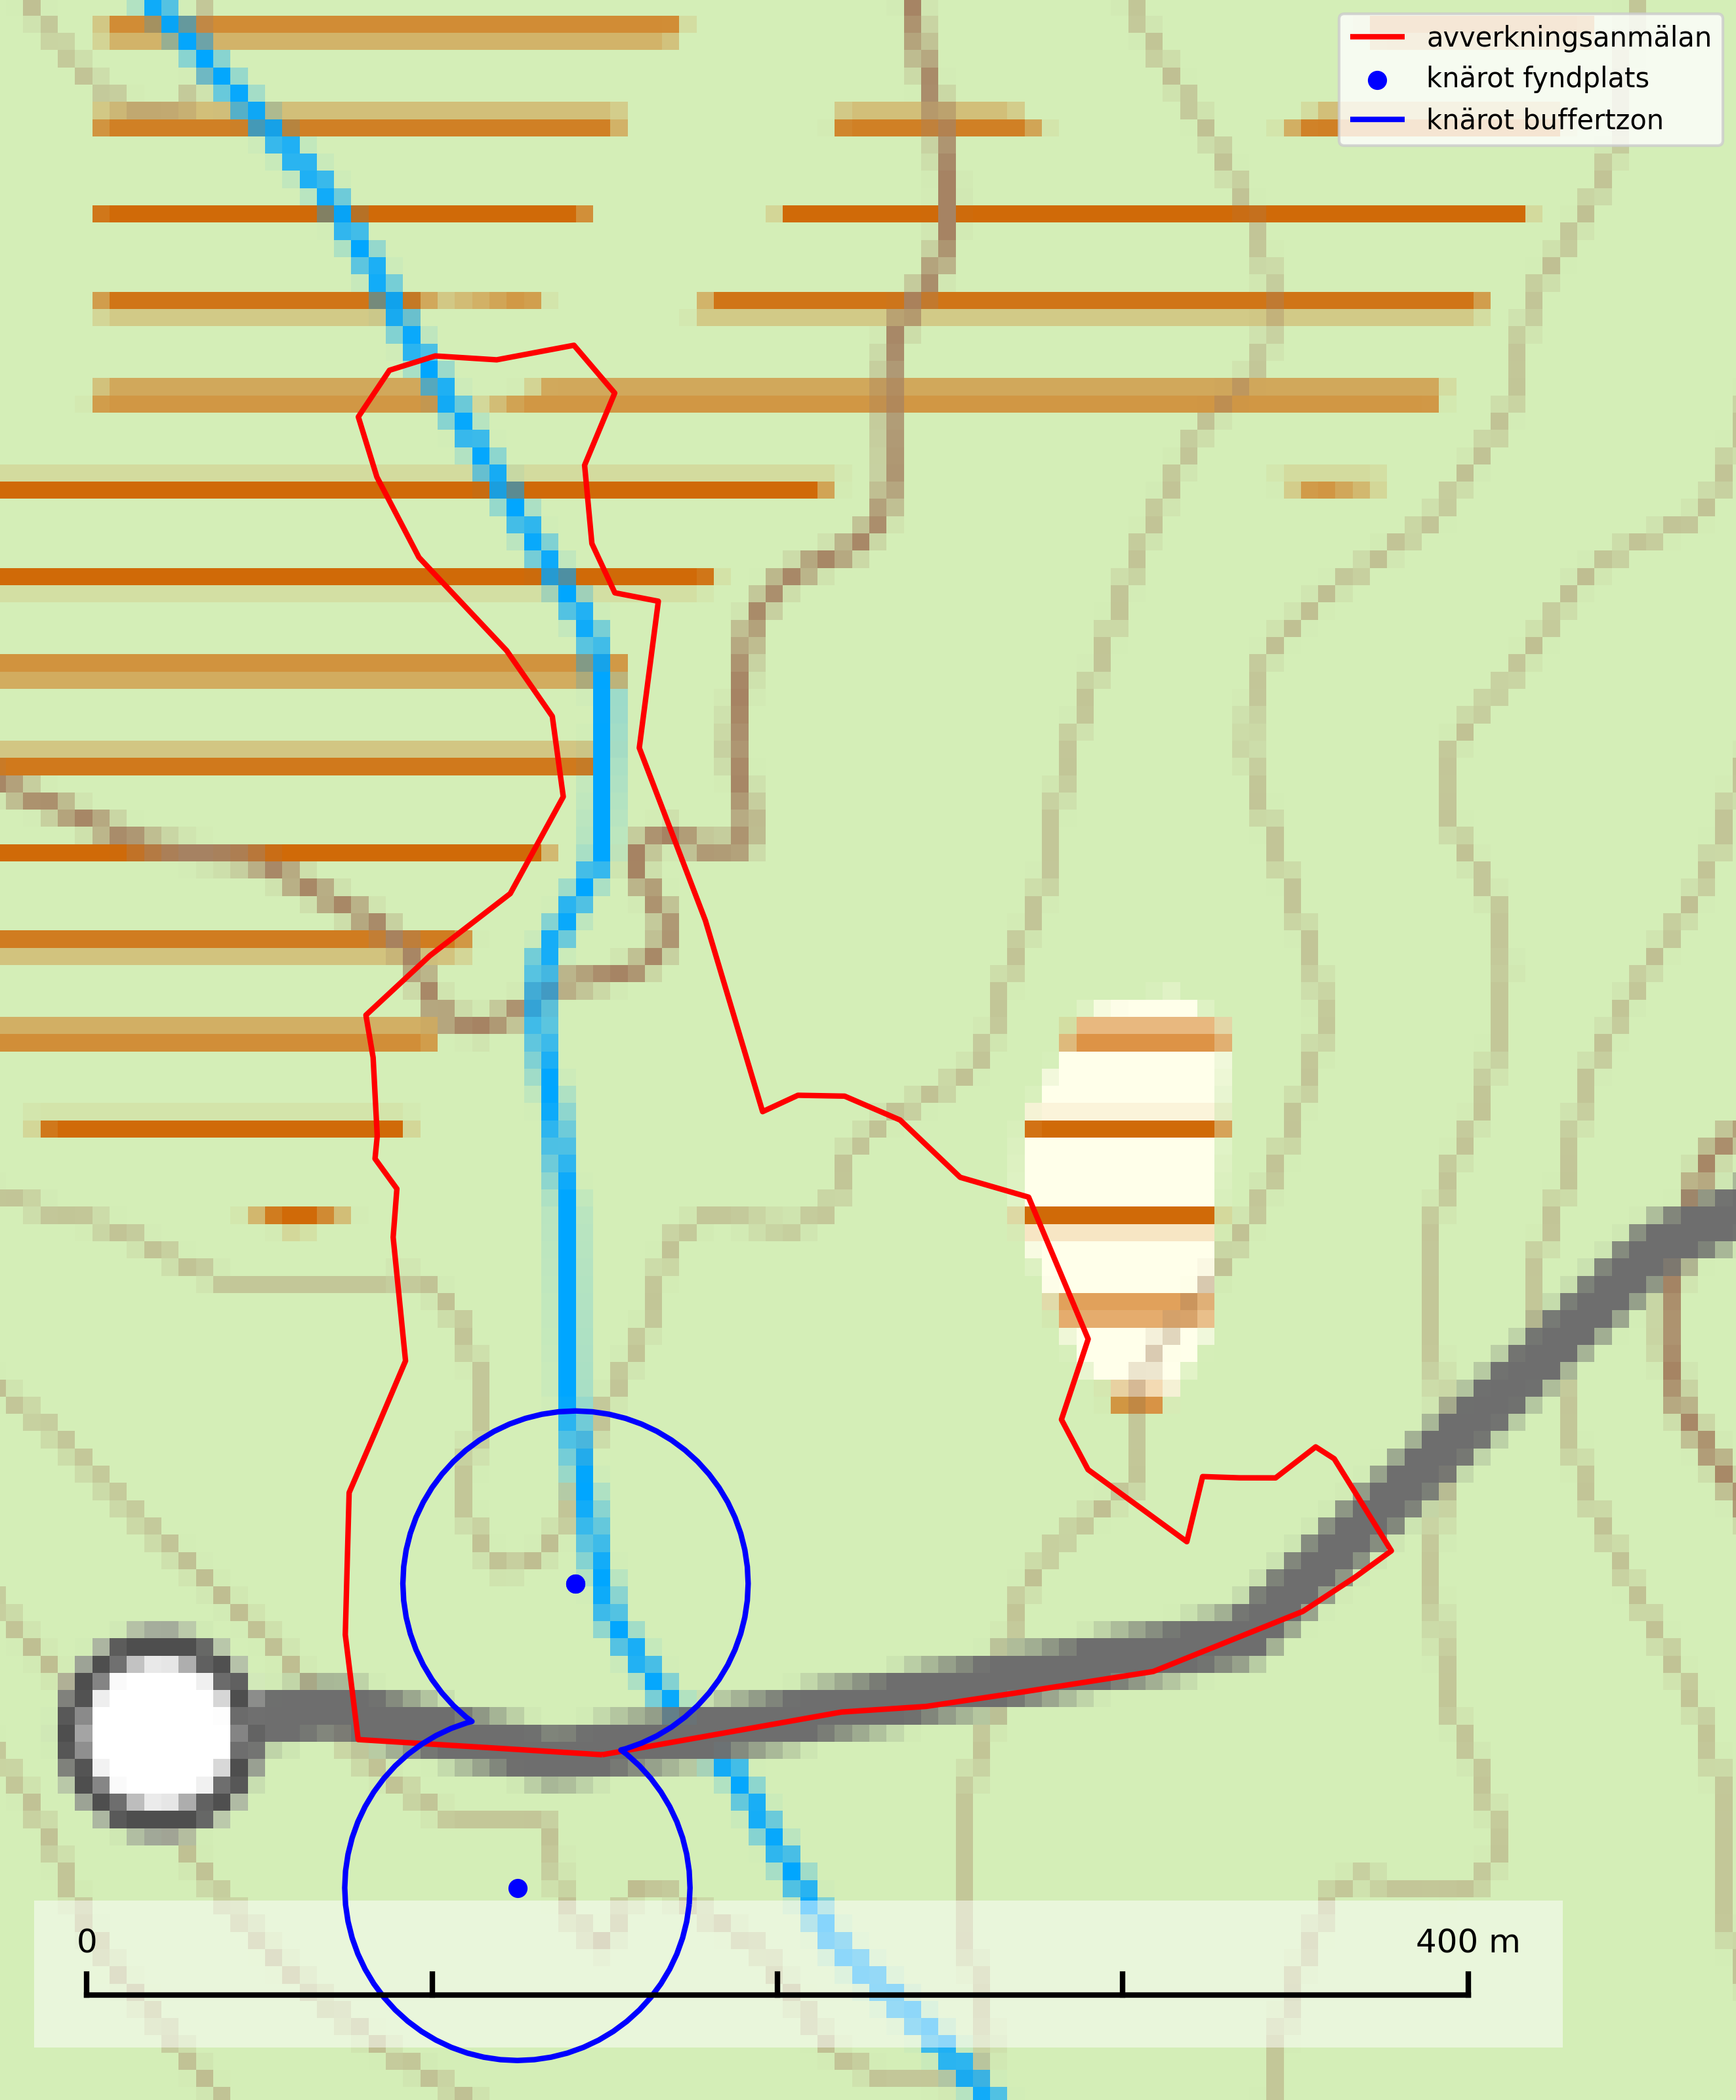 avverkningsanmälan
knärot fyndplats
knärot buffertzon
0
400 m